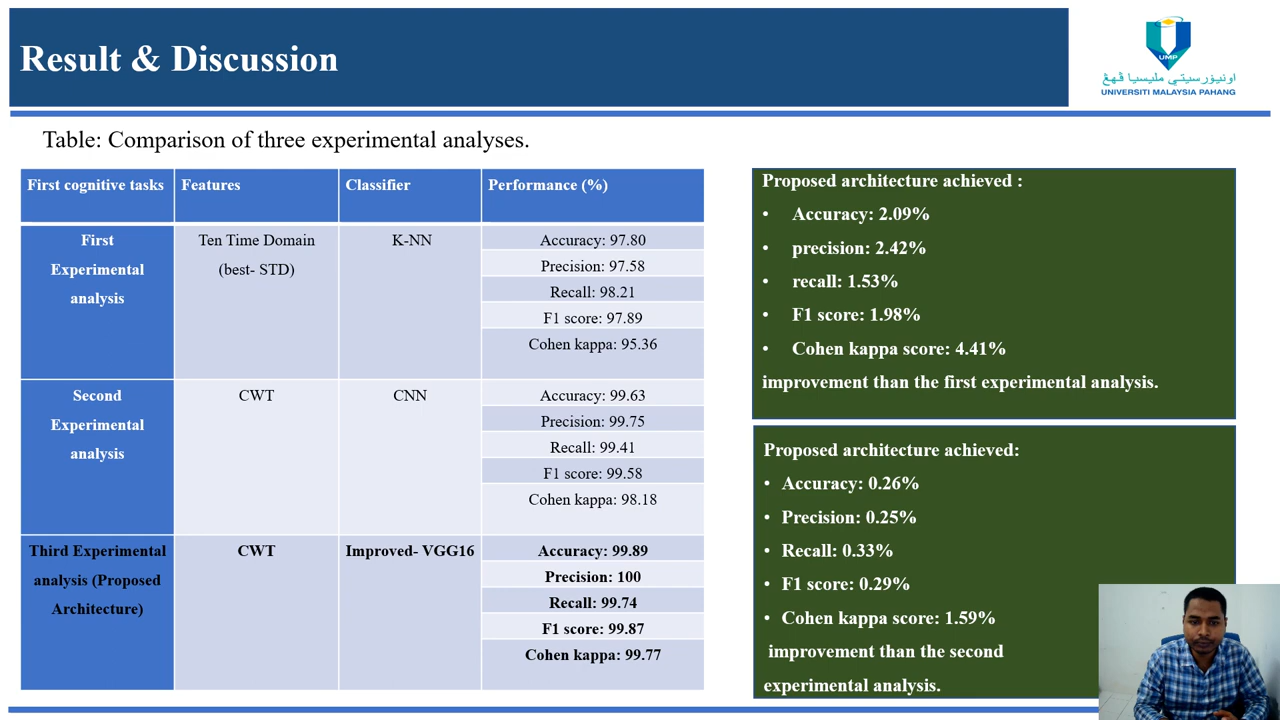 Result & Discussion
UMP
اونيۏرسيتي مليسيا ڤهڠ
UNIVERSITI MALAYSIA PAHANG
Table: Comparison of three experimental analyses.
First cognitive tasks
Features
Classifier
Performance (%)
First
Experimental
analysis
Ten Time Domain
(best- STD)
K-NN
Accuracy: 97.80
Precision: 97.58
Recall: 98.21
F1 score: 97.89
Cohen kappa: 95.36
Second
Experimental
analysis
CWT
CNN
Accuracy: 99.63
Precision: 99.75
Recall: 99.41
F1 score: 99.58
Cohen kappa: 98.18
Third Experimental
analysis (Proposed
Architecture)
CWT
Improved- VGG16
Accuracy: 99.89
Precision: 100
Recall: 99.74
F1 score: 99.87
Cohen kappa: 99.77
Proposed architecture achieved :
• Accuracy: 2.09%
• precision: 2.42%
• recall: 1.53%
• F1 score: 1.98%
• Cohen kappa score: 4.41%
improvement than the first experimental analysis.
Proposed architecture achieved:
• Accuracy: 0.26%
• Precision: 0.25%
• Recall: 0.33%
• F1 score: 0.29%
• Cohen kappa score: 1.59%
improvement than the second
experimental analysis.